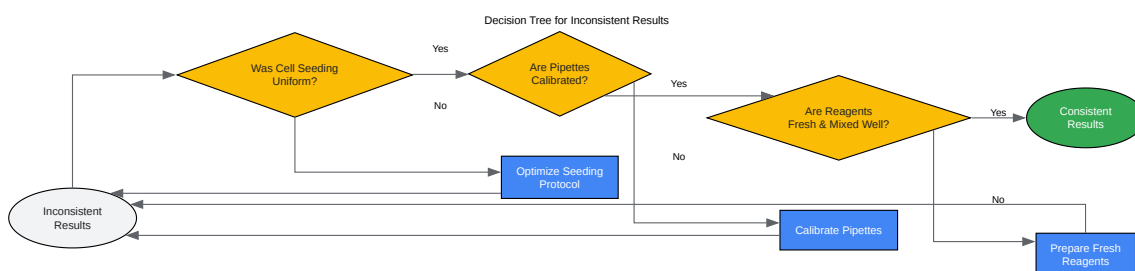 Decision Tree for Inconsistent Results
Was Cell Seeding
Uniform?
Yes
No
Are Pipettes
Calibrated?
Yes
No
Are Reagents
Fresh & Mixed Well?
Yes
No
Consistent
Results
Optimize Seeding
Protocol
Inconsistent
Results
Calibrate Pipettes
Prepare Fresh
Reagents